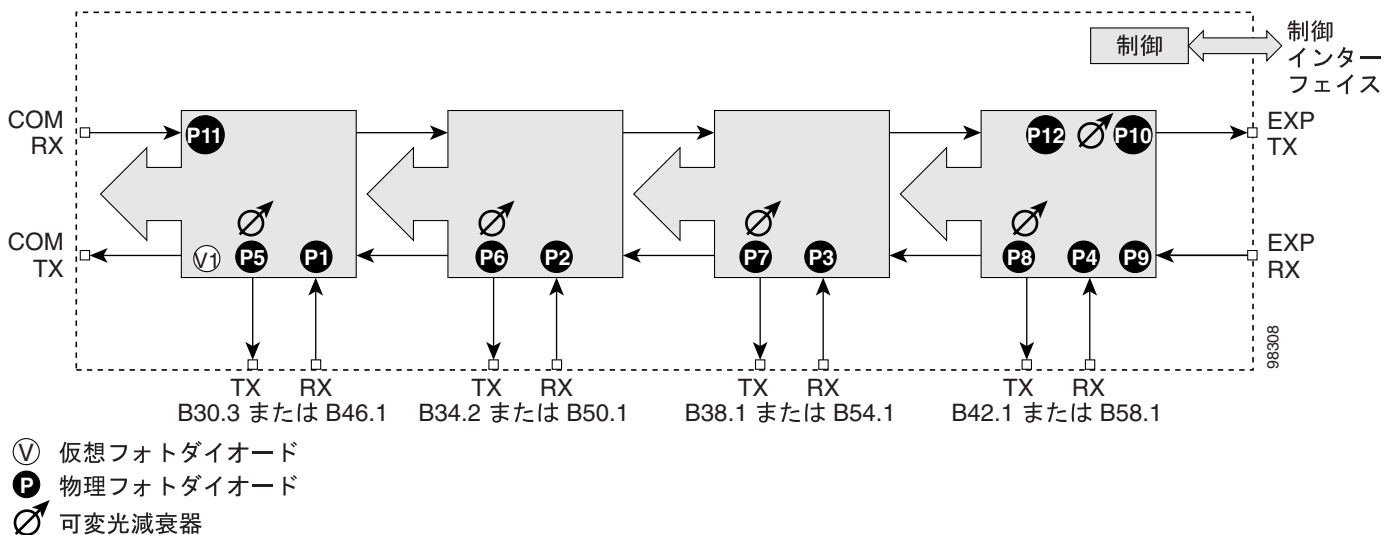 制御
制御
インター
フェイス
COM
RX
P11
P12
P10
EXP
TX
COM
TX
V1
P5
P1
P6
P2
P7
P3
P8
P4
P9
EXP
RX
98308
TX
RX
TX
RX
TX
RX
TX
RX
B30.3 または B46.1
B34.2 または B50.1
B38.1 または B54.1
B42.1 または B58.1
V 仮想フォトダイオード
P 物理フォトダイオード
可変光減衰器